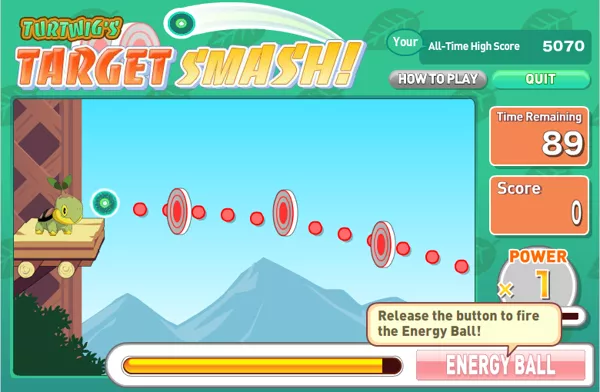 TURTWIG'S
TARGET SMASH!
Your All-Time High Score 5070
HOW TO PLAY QUIT
Time Remaining
89
Score
0
POWER
×1
Release the button to fire
the Energy Ball!
ENERGY BALL